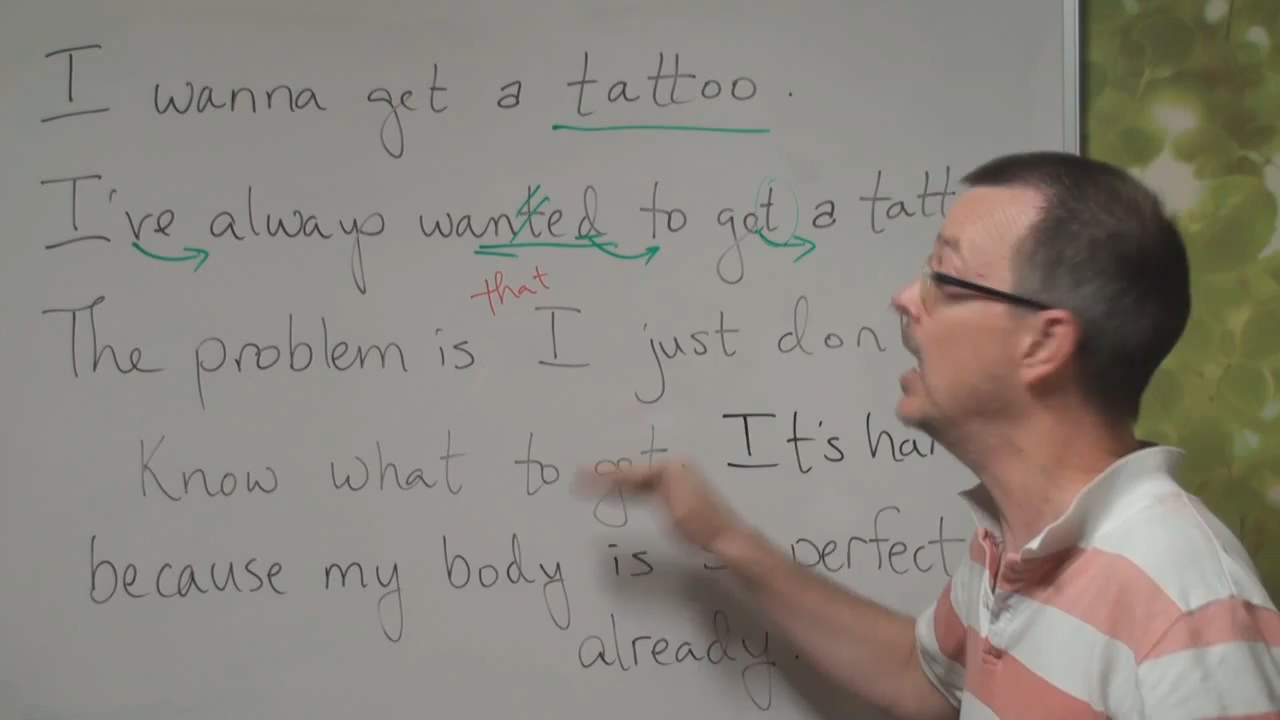 I wanna get a tattoo.
I've always wanted to get a tatt
that
The problem is I just don
Know what to get. It's har
because my body is perfect
already.